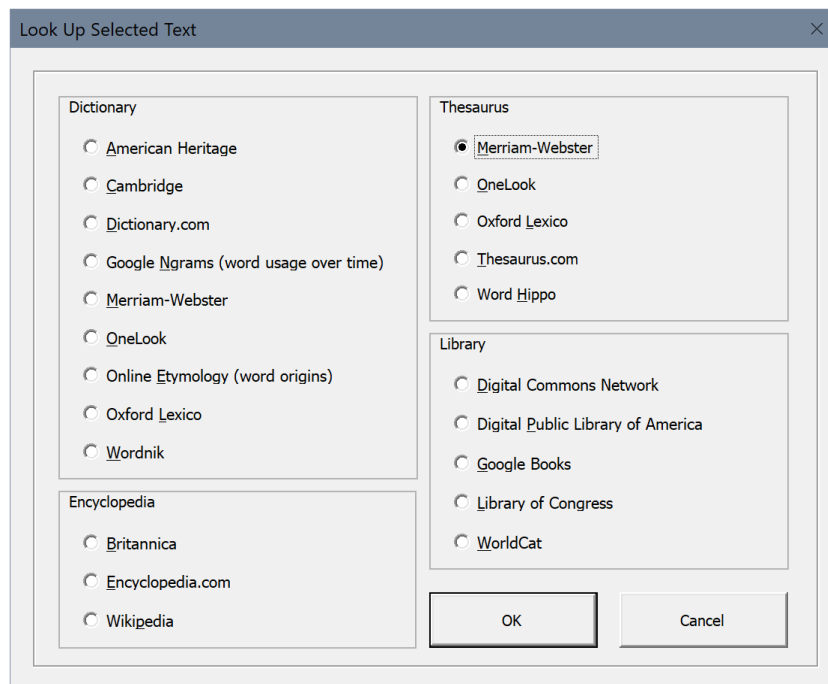 Look Up Selected Text
Dictionary
American Heritage
Cambridge
Dictionary.com
Google Ngrams (word usage over time)
Merriam-Webster
OneLook
Online Etymology (word origins)
Oxford Lexico
Wordnik
Encyclopedia
Britannica
Encyclopedia.com
Wikipedia
Thesaurus
Merriam-Webster
OneLook
Oxford Lexico
Thesaurus.com
Word Hippo
Library
Digital Commons Network
Digital Public Library of America
Google Books
Library of Congress
WorldCat
OK
Cancel